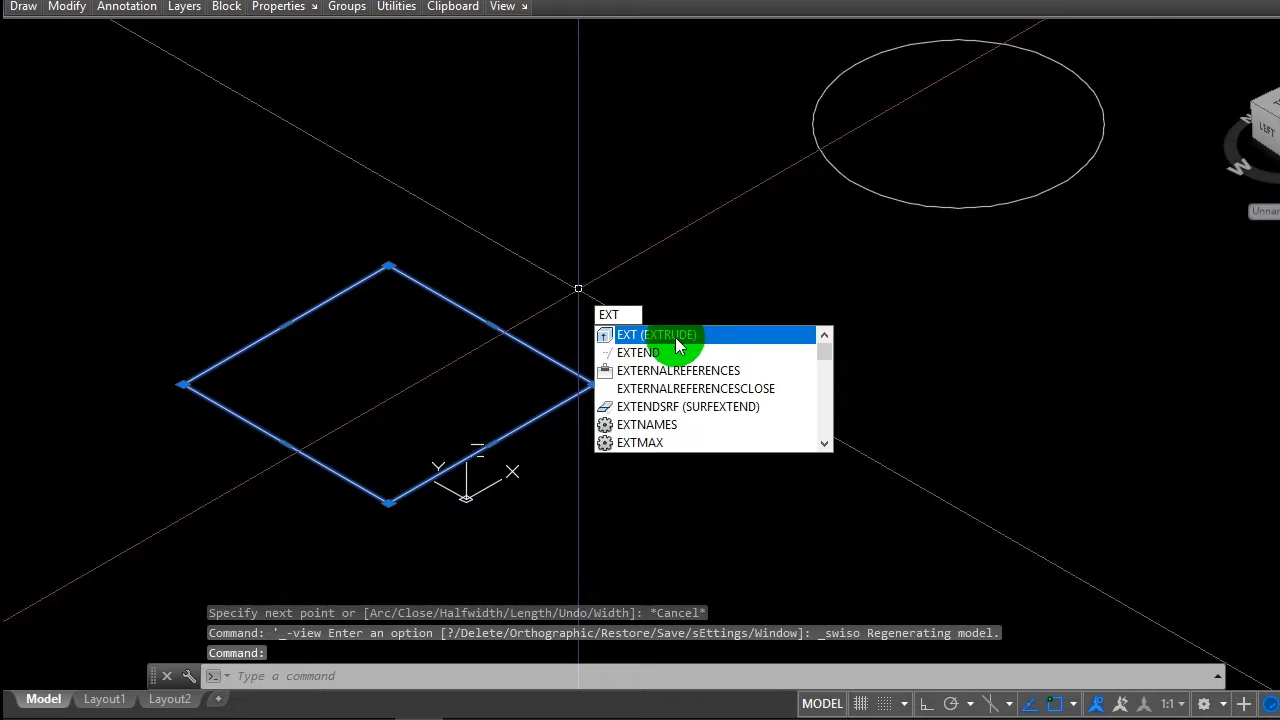 Draw Modify Annotation Layers Block Properties Groups Utilities Clipboard View
LEFT
W
Unnam
EXT
EXT (EXTRUDE)
EXTEND
EXTERNALREFERENCES
EXTERNALREFERENCESCLOSE
EXTENDSRF (SURFEXTEND)
EXTNAMES
EXTMAX
Y X
Specify next point or [Arc/Close/Halfwidth/Length/Undo/Width]: *Cancel*
Command: '_-view Enter an option [?/Delete/Orthographic/Restore/Save/sEttings/Window]: _swiso Regenerating model.
Command:
Type a command
Model Layout1 Layout2 +
MODEL 1:1